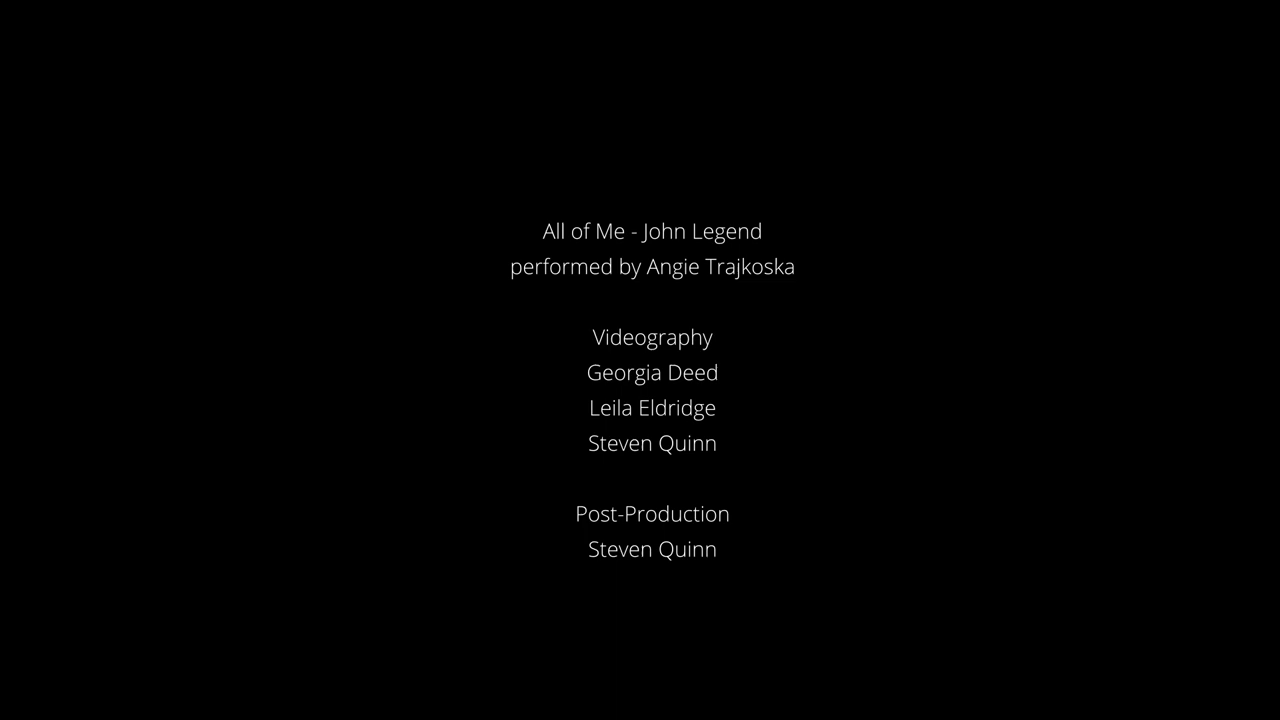 All of Me - John Legend
performed by Angie Trajkoska
Videography
Georgia Deed
Leila Eldridge
Steven Quinn
Post-Production
Steven Quinn